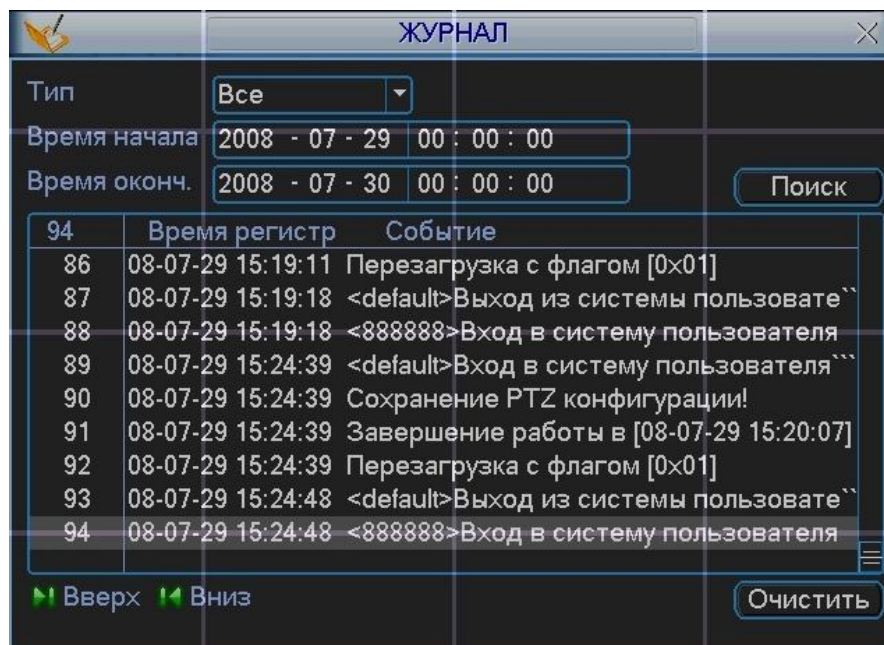 ЖУРНАЛ
Тип Все
Время начала 2008 - 07 - 29 00 : 00 : 00
Время оконч. 2008 - 07 - 30 00 : 00 : 00
Поиск
94 Время регистр Событие
86 08-07-29 15:19:11 Перезагрузка с флагом [0x01]
87 08-07-29 15:19:18 <default>Выход из системы пользовате``
88 08-07-29 15:19:18 <888888>Вход в систему пользователя
89 08-07-29 15:24:39 <default>Вход в систему пользователя```
90 08-07-29 15:24:39 Сохранение PTZ конфигурации!
91 08-07-29 15:24:39 Завершение работы в [08-07-29 15:20:07]
92 08-07-29 15:24:39 Перезагрузка с флагом [0x01]
93 08-07-29 15:24:48 <default>Выход из системы пользовате``
94 08-07-29 15:24:48 <888888>Вход в систему пользователя
Вверх Вниз
Очистить